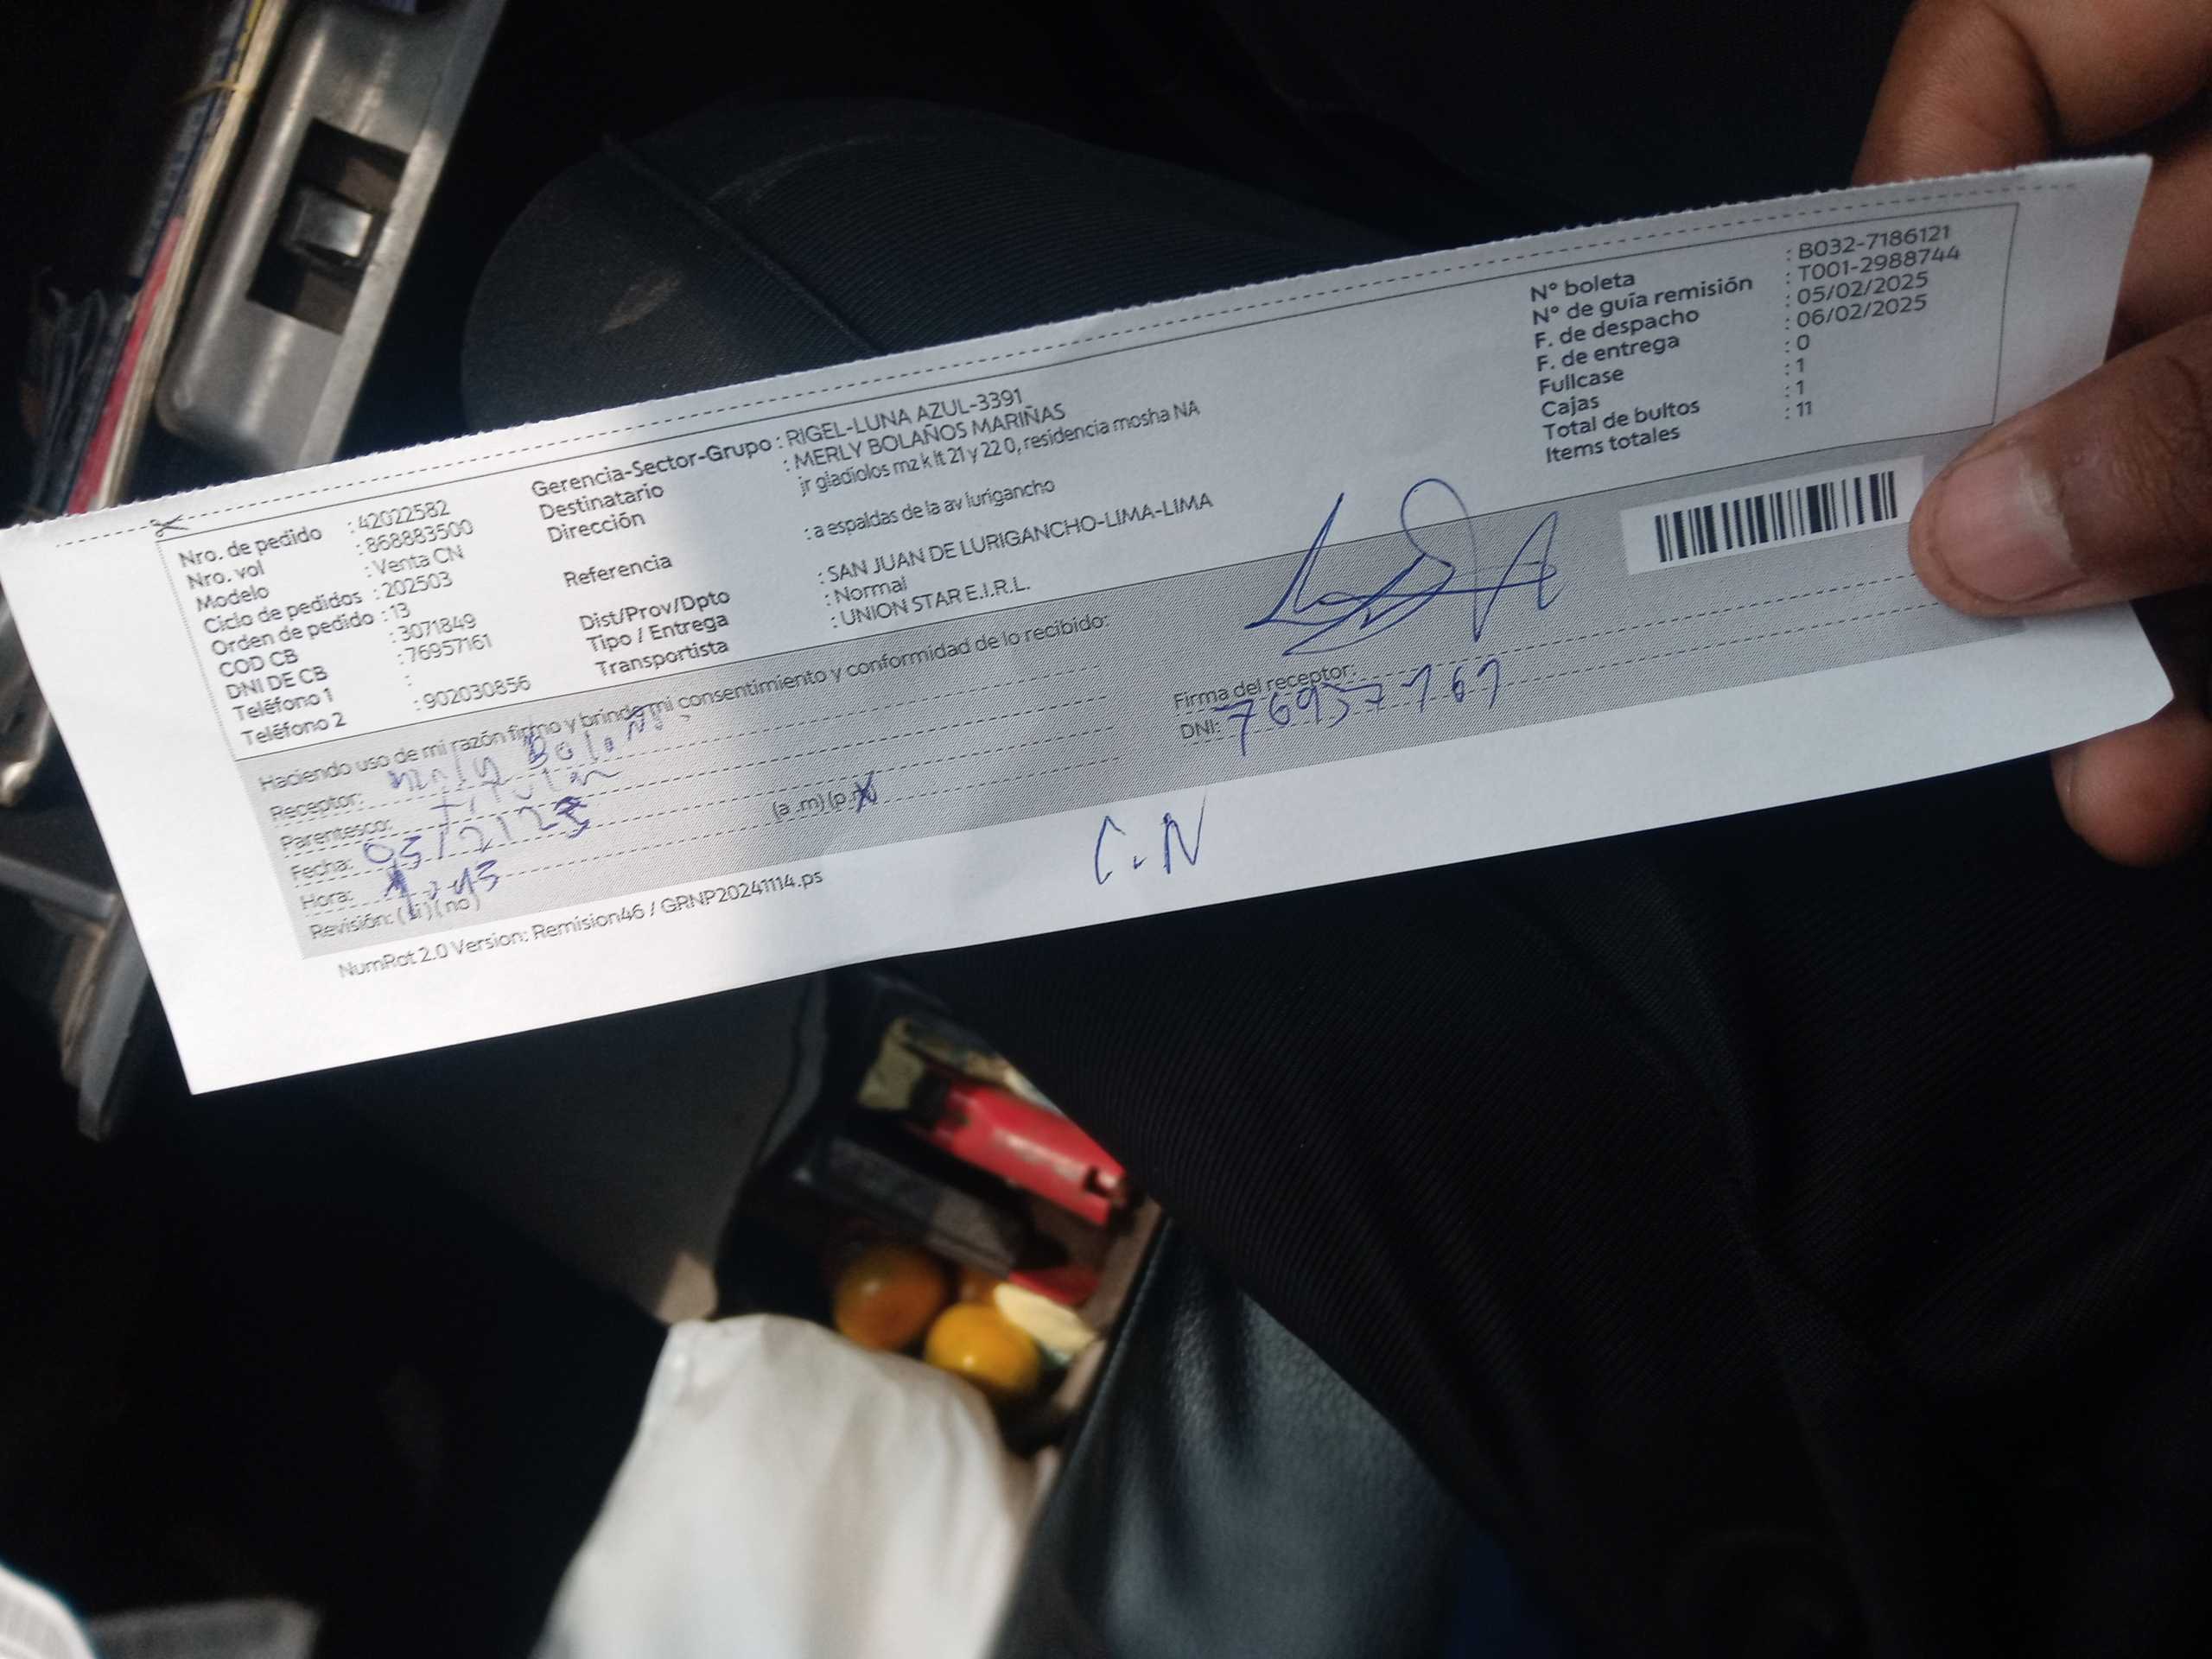 Nro. de pedido : 42022582
Nro. vol : 868883500
Modelo : Venta CN
Ciclo de pedidos : 202503
Orden de pedido : 13
COD CB : 3071849
DNI DE CB : 76957161
Teléfono 1 :
Teléfono 2 : 902030856
Gerencia-Sector-Grupo : RIGEL-LUNA AZUL-3391
Destinatario : MERLY BOLAÑOS MARIÑAS
Dirección jr gladiolos mz k lt 21 y 22 0, residencia mosha NA
Referencia : a espaldas de la av lurigancho
Dist/Prov/Dpto : SAN JUAN DE LURIGANCHO-LIMA-LIMA
Tipo / Entrega : Normal
Transportista : UNION STAR E.I.R.L.
N° boleta : B032-7186121
N° de guía remisión : T001-2988744
F. de despacho : 05/02/2025
F. de entrega : 06/02/2025
Fullcase : 0
Cajas : 1
Total de bultos : 1
Items totales : 11
Haciendo uso de mi razón firmo y brindo mi consentimiento y conformidad de lo recibido:
Receptor:
Parentesco: Titular
Fecha:
Hora: (a .m) (p.m)
Revisión: (si) (no)
Firma del receptor:
DNI:
C.N
NumRot 2.0 Version: Remision46 / GRNP20241114.ps